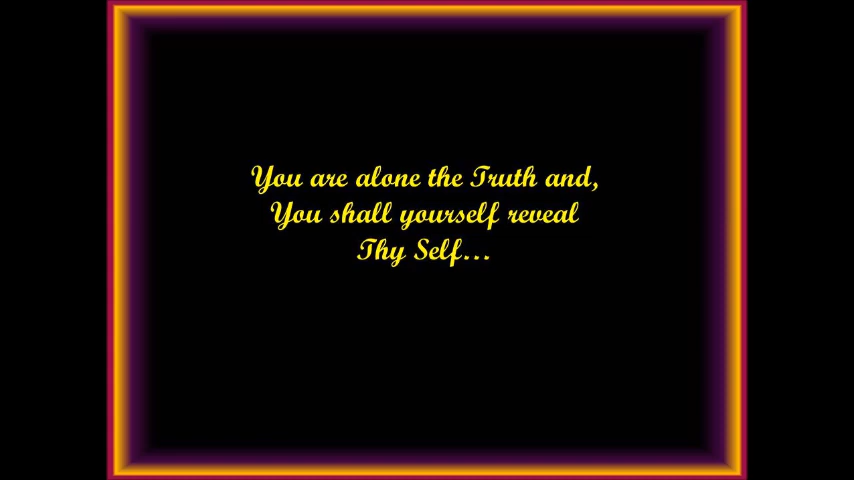 You are alone the Truth and,
You shall yourself reveal
Thy Self...